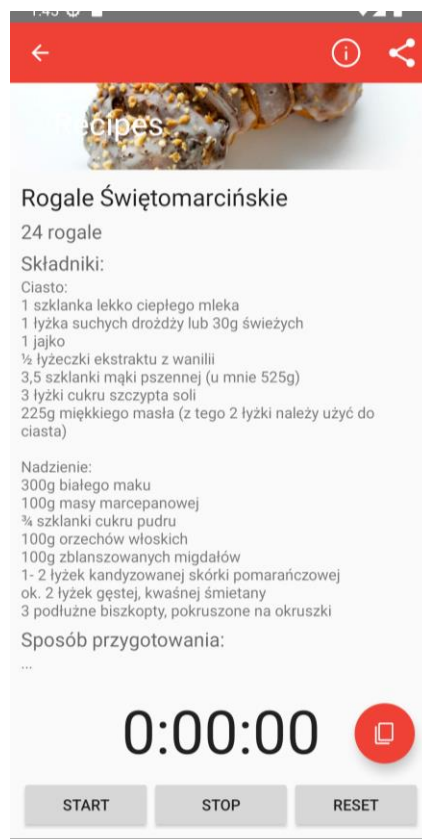 Recipes
Rogale Świętomarcińskie
24 rogale
Składniki:
Ciasto:
1 szklanka lekko ciepłego mleka
1 łyżka suchych drożdży lub 30g świeżych
1 jajko
½ łyżeczki ekstraktu z wanilii
3,5 szklanki mąki pszennej (u mnie 525g)
3 łyżki cukru szczypta soli
225g miękkiego masła (z tego 2 łyżki należy użyć do
ciasta)
Nadzienie:
300g białego maku
100g masy marcepanowej
¾ szklanki cukru pudru
100g orzechów włoskich
100g zblanszowanych migdałów
1- 2 łyżek kandyzowanej skórki pomarańczowej
ok. 2 łyżek gęstej, kwaśnej śmietany
3 podłużne biszkopty, pokruszone na okruszki
Sposób przygotowania:
...
0:00:00
START STOP RESET